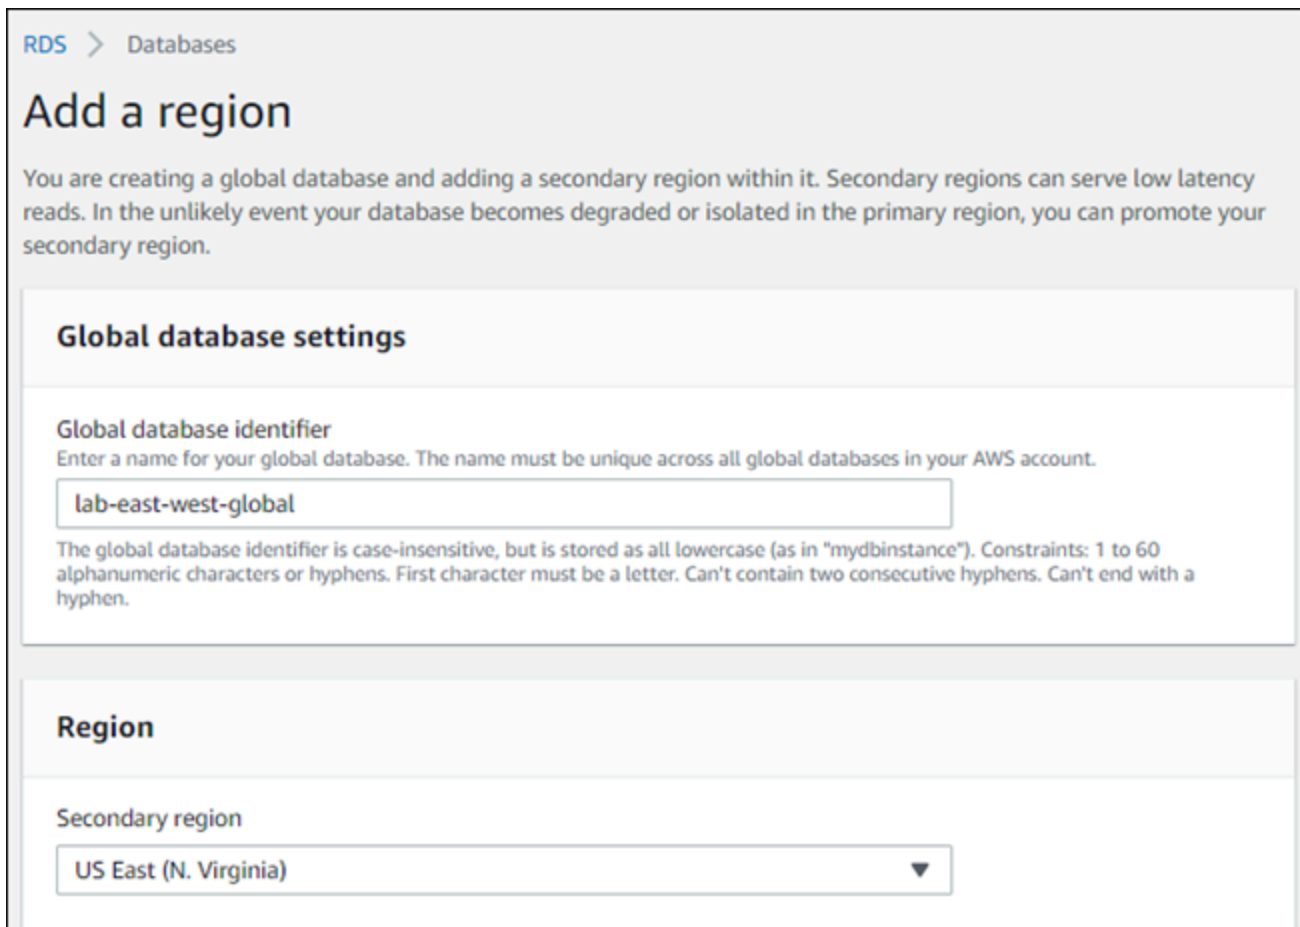 RDS > Databases
Add a region
You are creating a global database and adding a secondary region within it. Secondary regions can serve low latency
reads. In the unlikely event your database becomes degraded or isolated in the primary region, you can promote your
secondary region.
Global database settings
Global database identifier
Enter a name for your global database. The name must be unique across all global databases in your AWS account.
lab-east-west-global
The global database identifier is case-insensitive, but is stored as all lowercase (as in "mydbinstance"). Constraints: 1 to 60
alphanumeric characters or hyphens. First character must be a letter. Can't contain two consecutive hyphens. Can't end with a
hyphen.
Region
Secondary region
US East (N. Virginia)